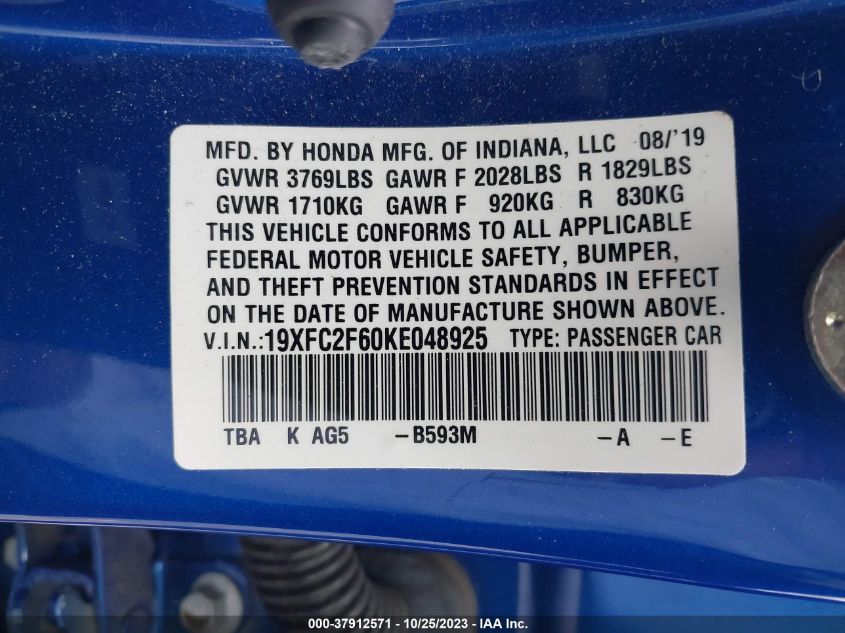 MFD. BY HONDA MFG. OF INDIANA, LLC 08/'19
GVWR 3769LBS GAWR F 2028LBS R 1829LBS
GVWR 1710KG GAWR F 920KG R 830KG
THIS VEHICLE CONFORMS TO ALL APPLICABLE
FEDERAL MOTOR VEHICLE SAFETY, BUMPER,
AND THEFT PREVENTION STANDARDS IN EFFECT
ON THE DATE OF MANUFACTURE SHOWN ABOVE.
V.I.N.:19XFC2F60KE048925 TYPE: PASSENGER CAR
TBA K AG5 -B593M -A -E
000-37912571 - 10/25/2023 - IAA Inc.